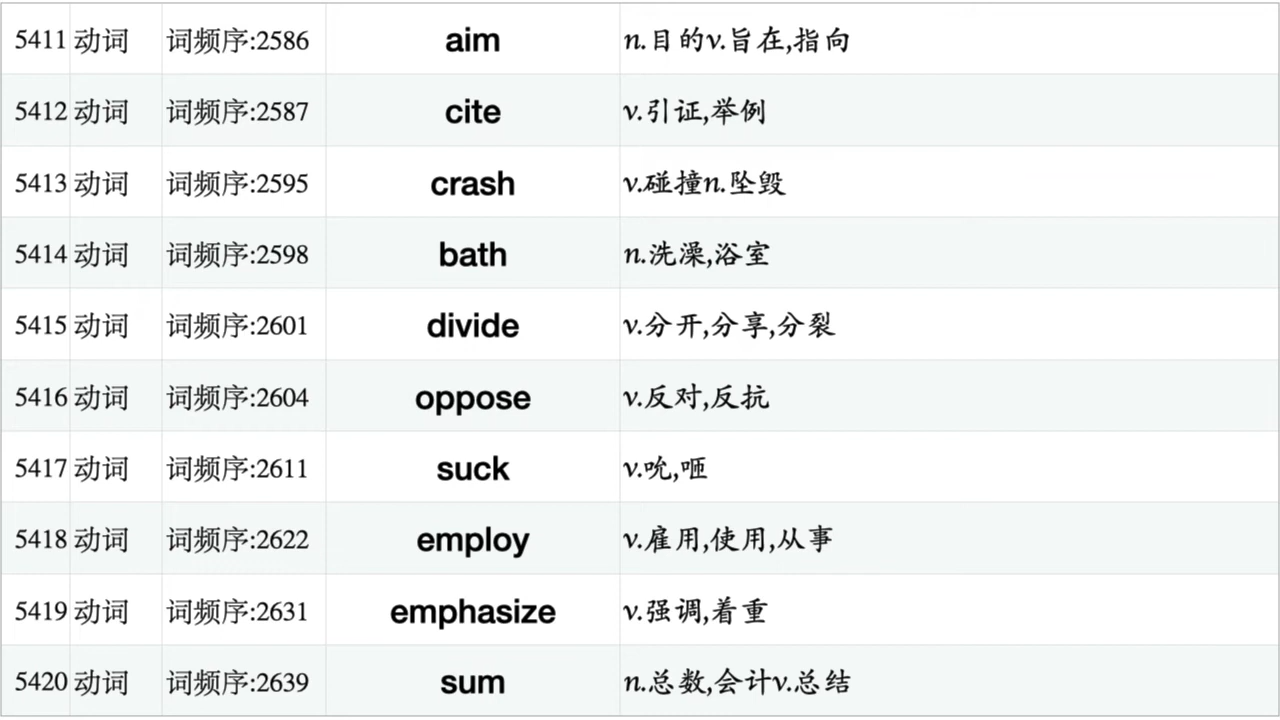 5411 动词 词频序:2586 aim n.目的v.旨在,指向
5412 动词 词频序:2587 cite v.引证,举例
5413 动词 词频序:2595 crash v.碰撞n.坠毁
5414 动词 词频序:2598 bath n.洗澡,浴室
5415 动词 词频序:2601 divide v.分开,分享,分裂
5416 动词 词频序:2604 oppose v.反对,反抗
5417 动词 词频序:2611 suck v.吮,咂
5418 动词 词频序:2622 employ v.雇用,使用,从事
5419 动词 词频序:2631 emphasize v.强调,着重
5420 动词 词频序:2639 sum n.总数,会计v.总结